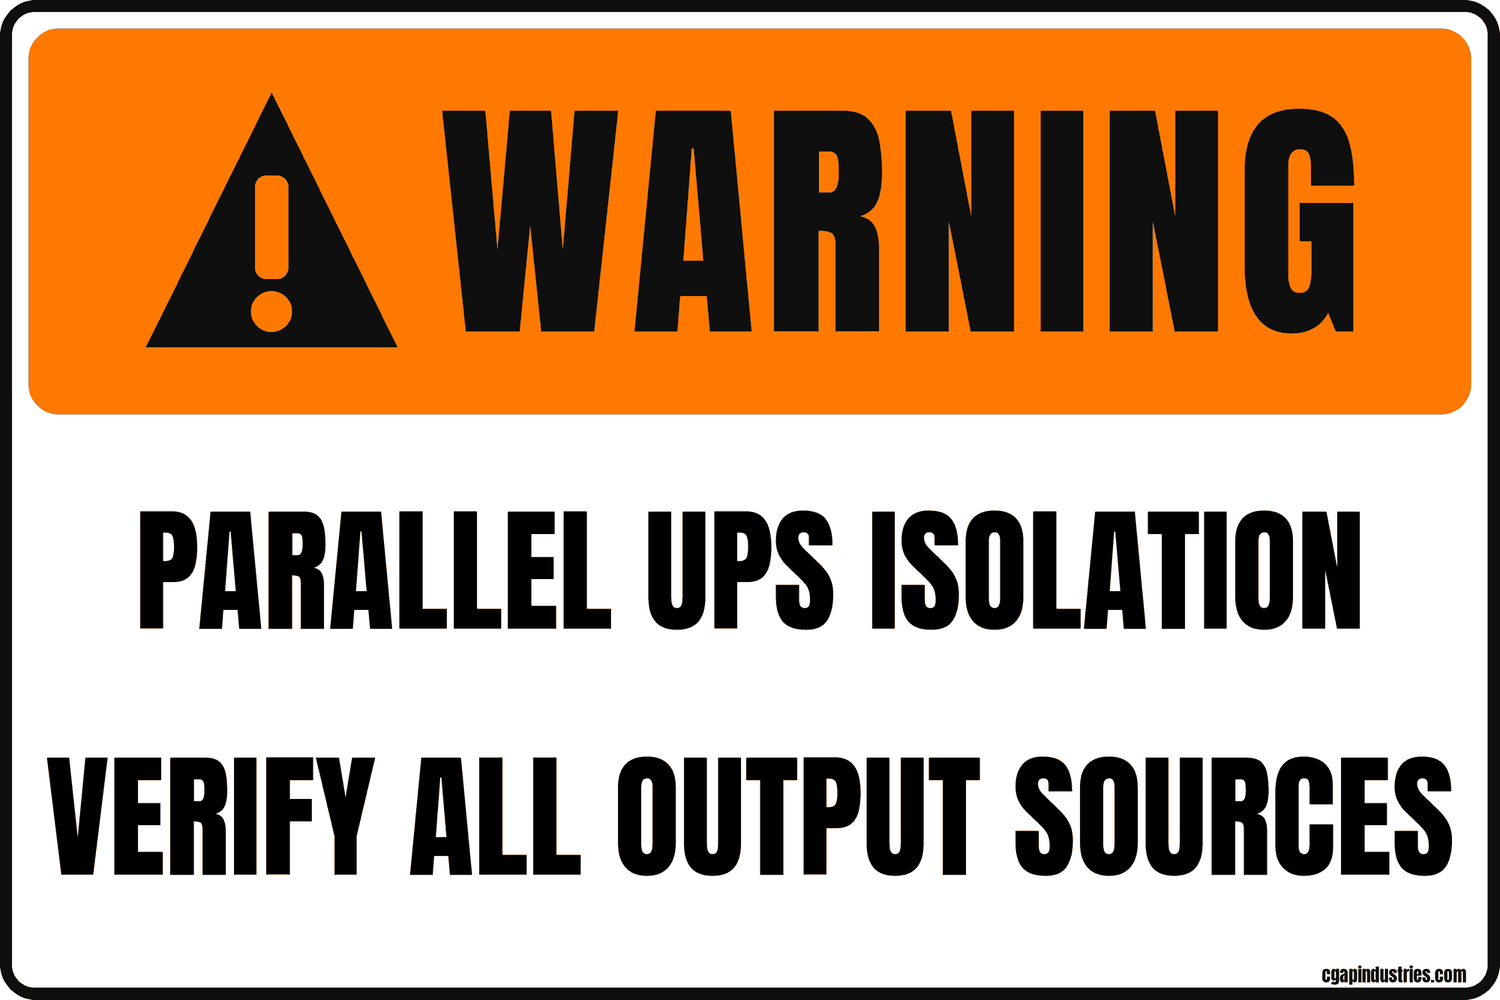 WARNING
PARALLEL UPS ISOLATION
VERIFY ALL OUTPUT SOURCES
cgapindustries.com